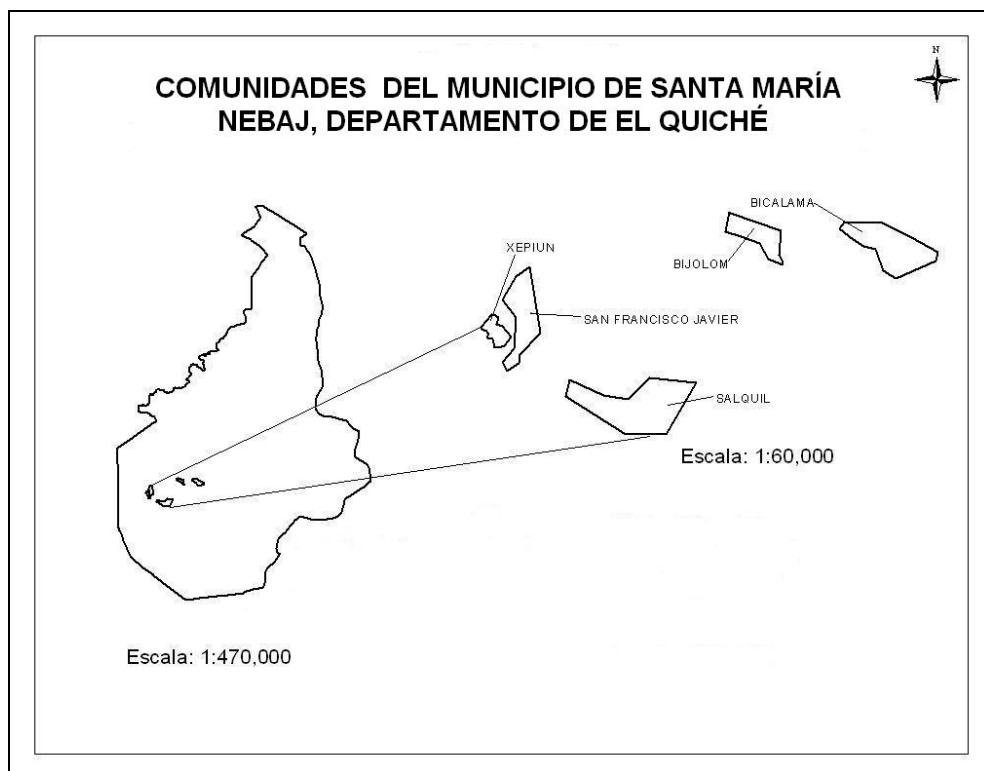 N
COMUNIDADES DEL MUNICIPIO DE SANTA MARÍA
NEBAJ, DEPARTAMENTO DE EL QUICHÉ
BICALAMA
XEPIUN
BIJOLOM
SAN FRANCISCO JAVIER
SALQUIL
Escala: 1:60,000
Escala: 1:470,000